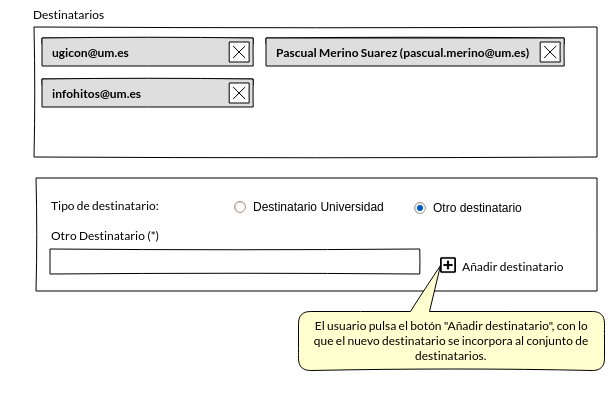 Destinatarios
ugicon@um.es
Pascual Merino Suarez (pascual.merino@um.es)
infohitos@um.es
Tipo de destinatario:
Destinatario Universidad
Otro destinatario
Otro Destinatario (*)
Añadir destinatario
El usuario pulsa el botón "Añadir destinatario", con lo
que el nuevo destinatario se incorpora al conjunto de
destinatarios.